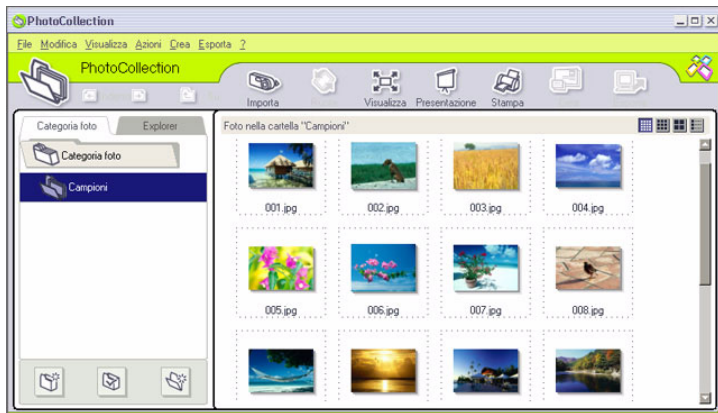 PhotoCollection
File Modifica Visualizza Azioni Crea Esporta ?
PhotoCollection
Importa Visualizza Presentazione Stampa
Categoria foto Explorer
Foto nella cartella "Campioni"
Categoria foto
Campioni
001.jpg 002.jpg 003.jpg 004.jpg
005.jpg 006.jpg 007.jpg 008.jpg